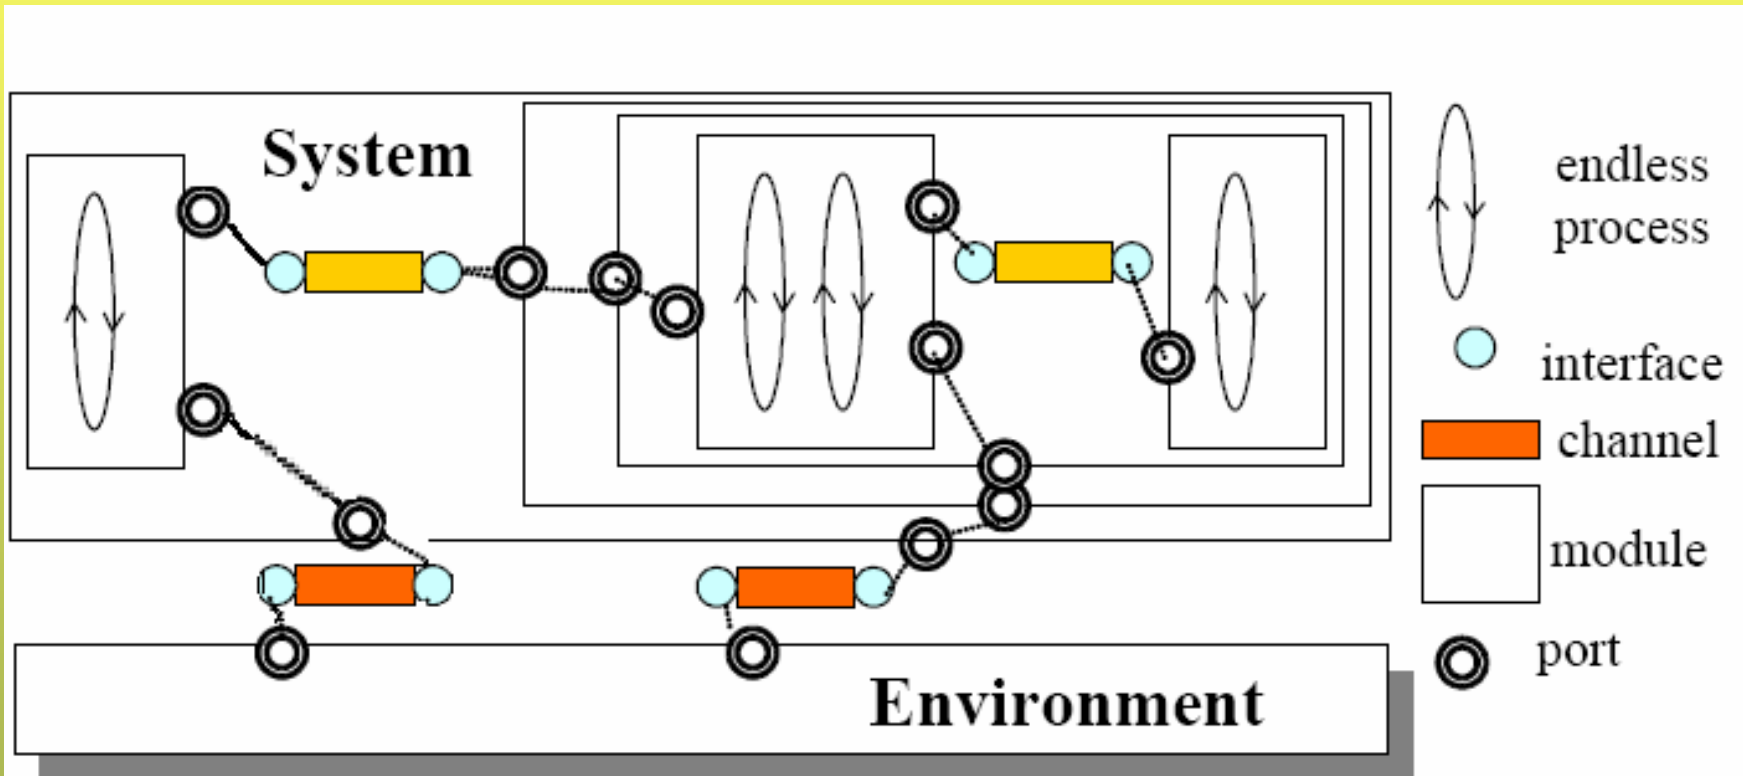 System
endless
process
interface
channel
module
port
Environment